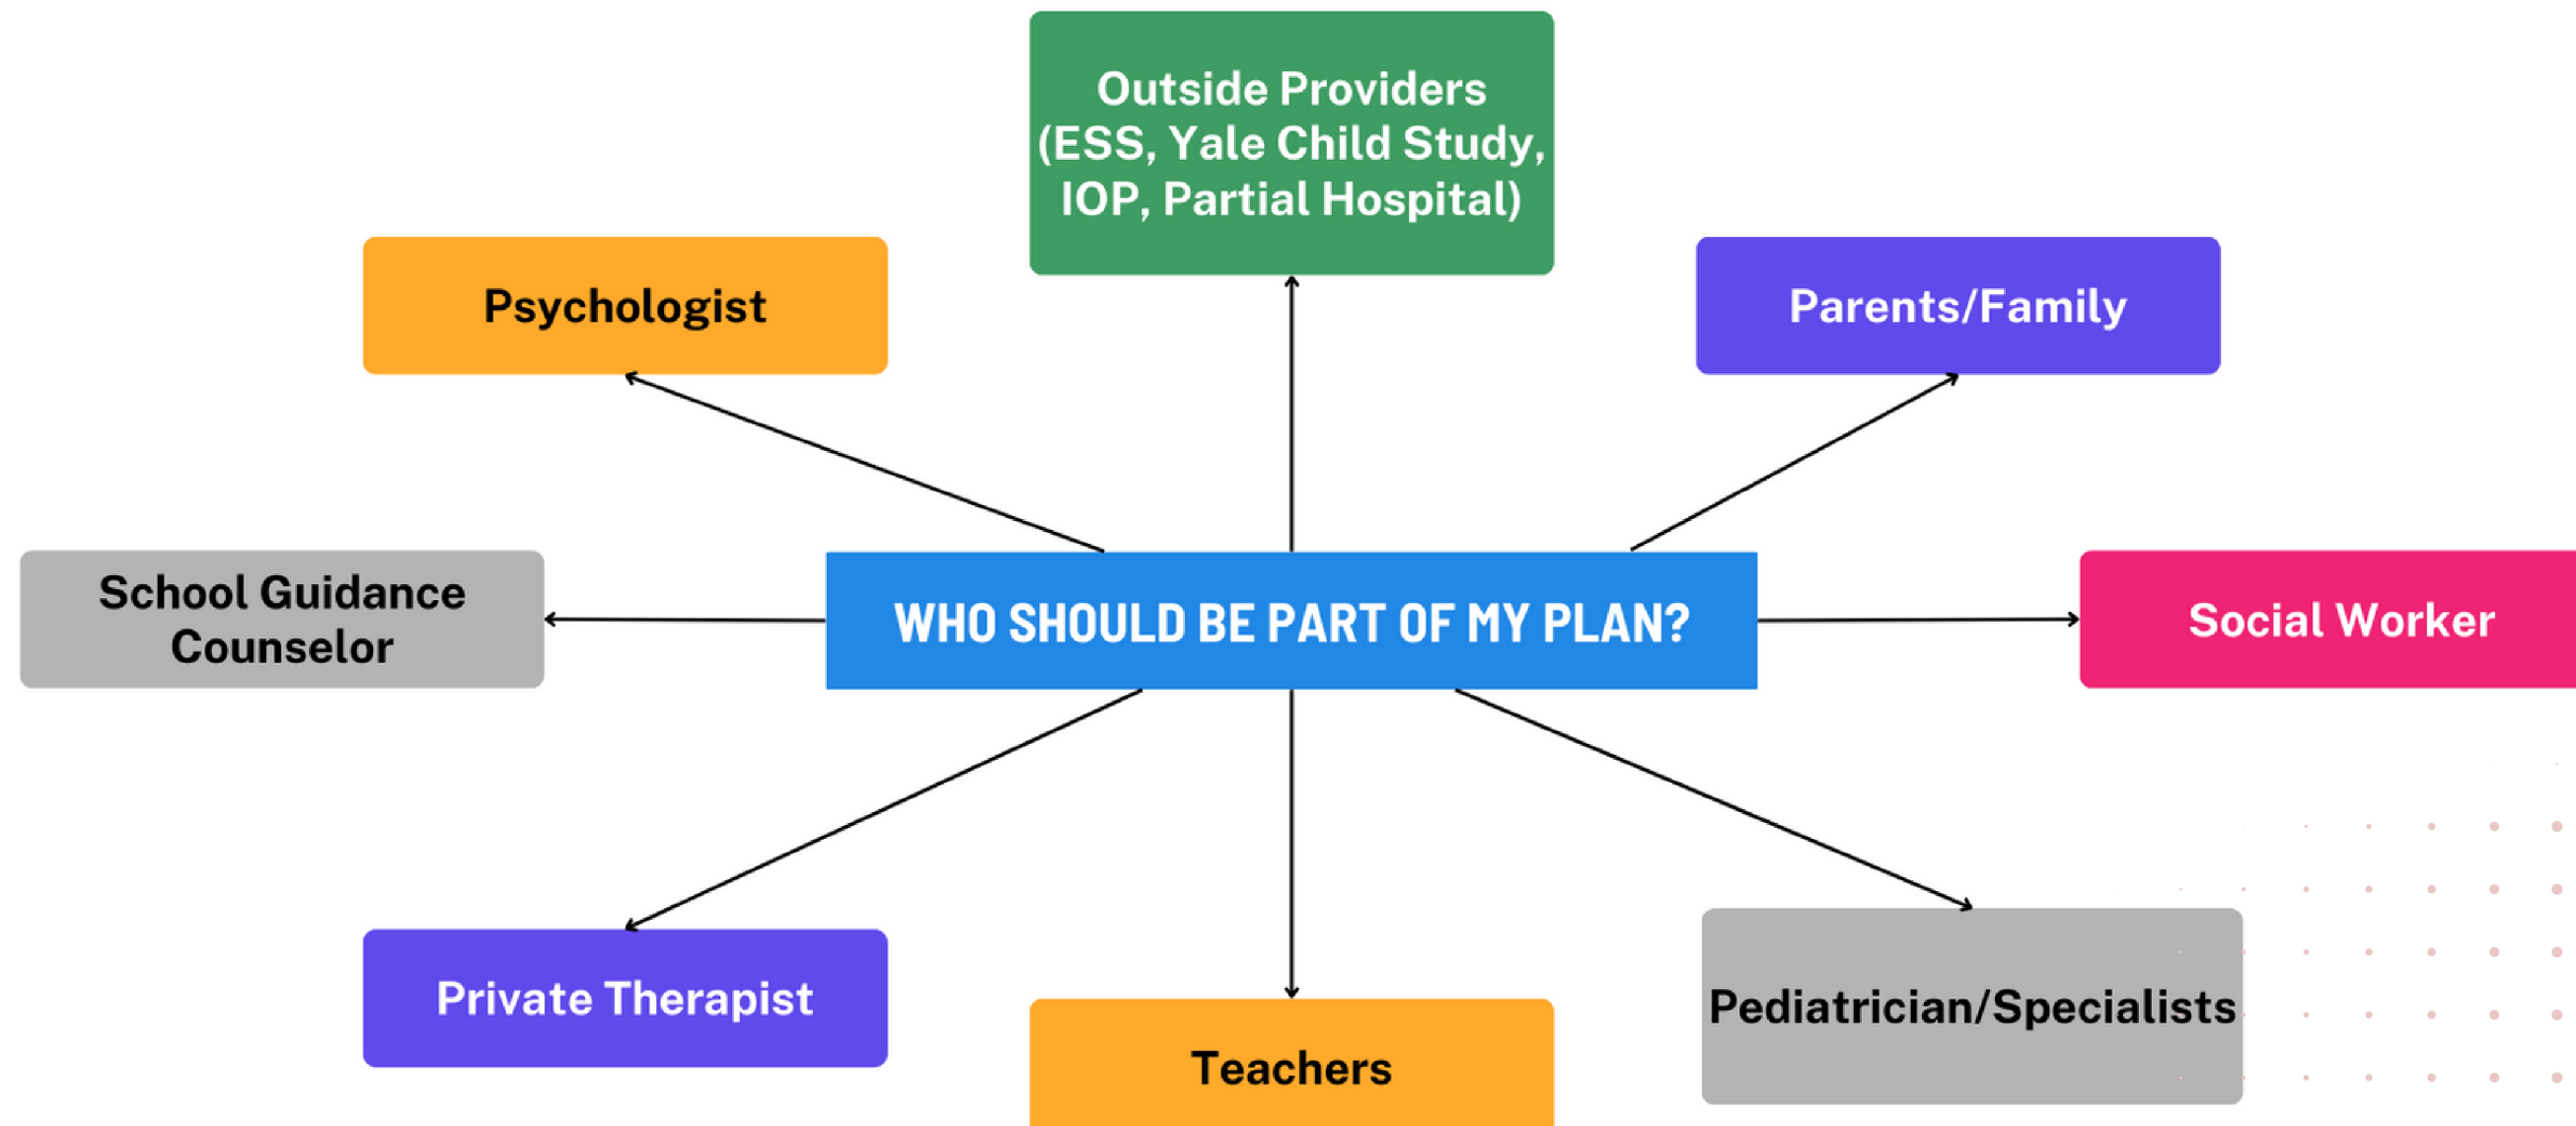 Outside Providers
(ESS, Yale Child Study,
IOP, Partial Hospital)
Psychologist
Parents/Family
School Guidance
Counselor
WHO SHOULD BE PART OF MY PLAN?
Social Worker
Private Therapist
Teachers
Pediatrician/Specialists